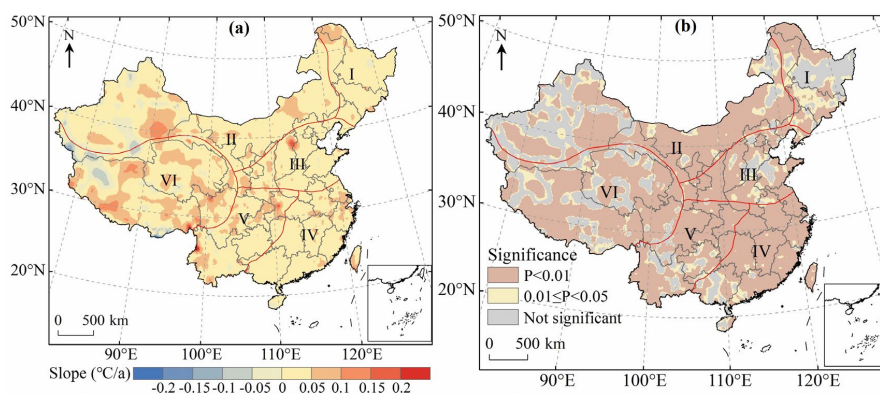 (a)
50°N
N
I
40°N
II
III
30°N
VI
V
IV
20°N
0 500 km
90°E 100°E 110°E 120°E
Slope (℃/a)
-0.2 -0.15 -0.1 -0.05 0 0.05 0.1 0.15 0.2
(b)
50°N
N
I
40°N
II
III
30°N
VI
V
IV
Significance
P<0.01
0.01≤P<0.05
Not significant
20°N
0 500 km
90°E 100°E 110°E 120°E